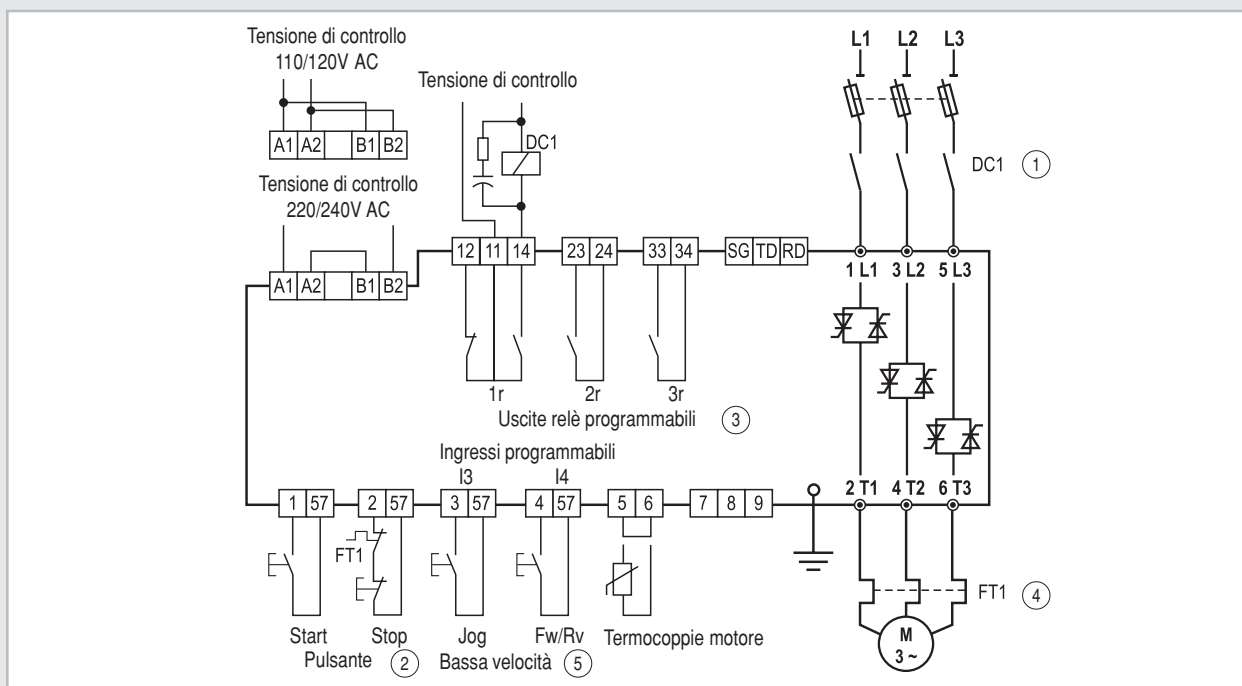 Tensione di controllo
110/120V AC
A1 A2 B1 B2
Tensione di controllo
220/240V AC
A1 A2 B1 B2
Tensione di controllo
DC1
L1 L2 L3
DC1 1
12 11 14 23 24 33 34 SG TD RD
1 L1 3 L2 5 L3
1r 2r 3r
Uscite relè programmabili 3
Ingressi programmabili
I3 I4
1 57 2 57 3 57 4 57 5 6 7 8 9
2 T1 4 T2 6 T3
FT1
FT1 4
Start Stop Jog Fw/Rv Termocoppie motore
Pulsante 2 Bassa velocità 5
M
3 ~